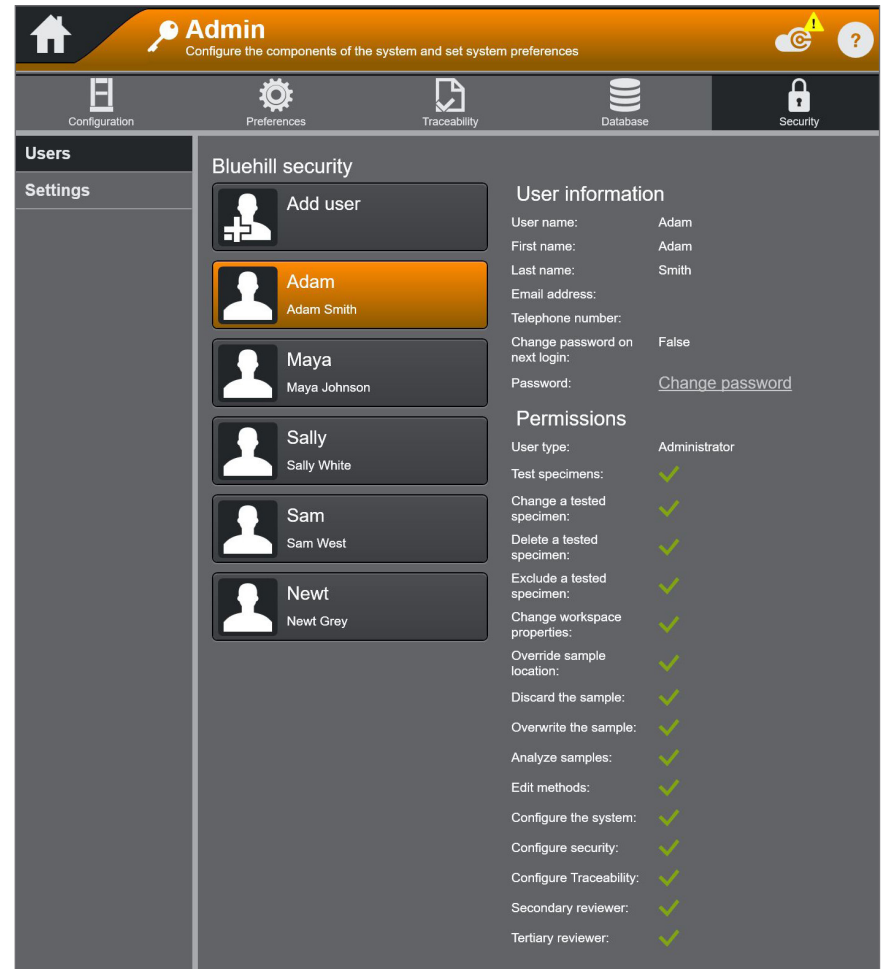 Admin
Configure the components of the system and set system preferences
!
?
Configuration
Preferences
Traceability
Database
Security
Users
Settings
Bluehill security
Add user
Adam
Adam Smith
Maya
Maya Johnson
Sally
Sally White
Sam
Sam West
Newt
Newt Grey
User information
User name: Adam
First name: Adam
Last name: Smith
Email address:
Telephone number:
Change password on
next login: False
Password: Change password
Permissions
User type: Administrator
Test specimens:
Change a tested
specimen:
Delete a tested
specimen:
Exclude a tested
specimen:
Change workspace
properties:
Override sample
location:
Discard the sample:
Overwrite the sample:
Analyze samples:
Edit methods:
Configure the system:
Configure security:
Configure Traceability:
Secondary reviewer:
Tertiary reviewer: